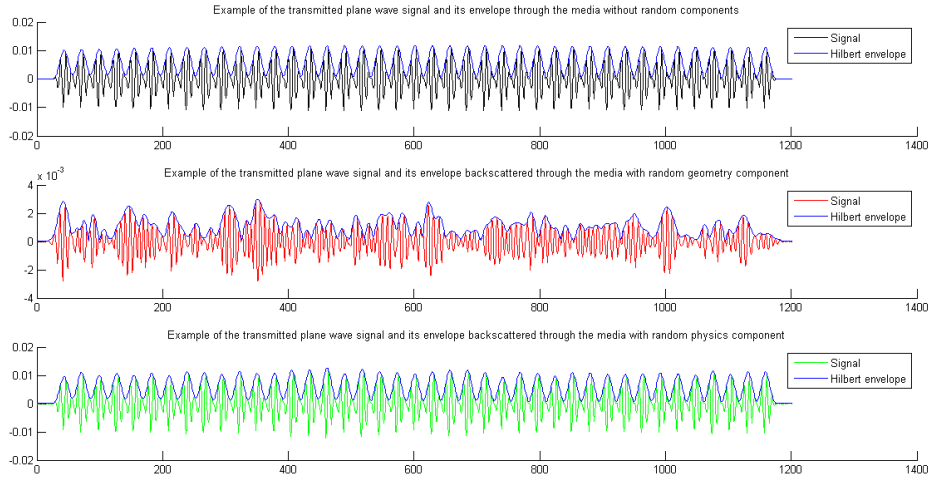 Example of the transmitted plane wave signal and its envelope through the media without random components
0.02
0.01
0
-0.01
-0.02
0 200 400 600 800 1000 1200 1400
Signal
Hilbert envelope
Example of the transmitted plane wave signal and its envelope backscattered through the media with random geometry component
x 10^-3
4
2
0
-2
-4
0 200 400 600 800 1000 1200 1400
Signal
Hilbert envelope
Example of the transmitted plane wave signal and its envelope backscattered through the media with random physics component
0.02
0.01
0
-0.01
-0.02
0 200 400 600 800 1000 1200 1400
Signal
Hilbert envelope